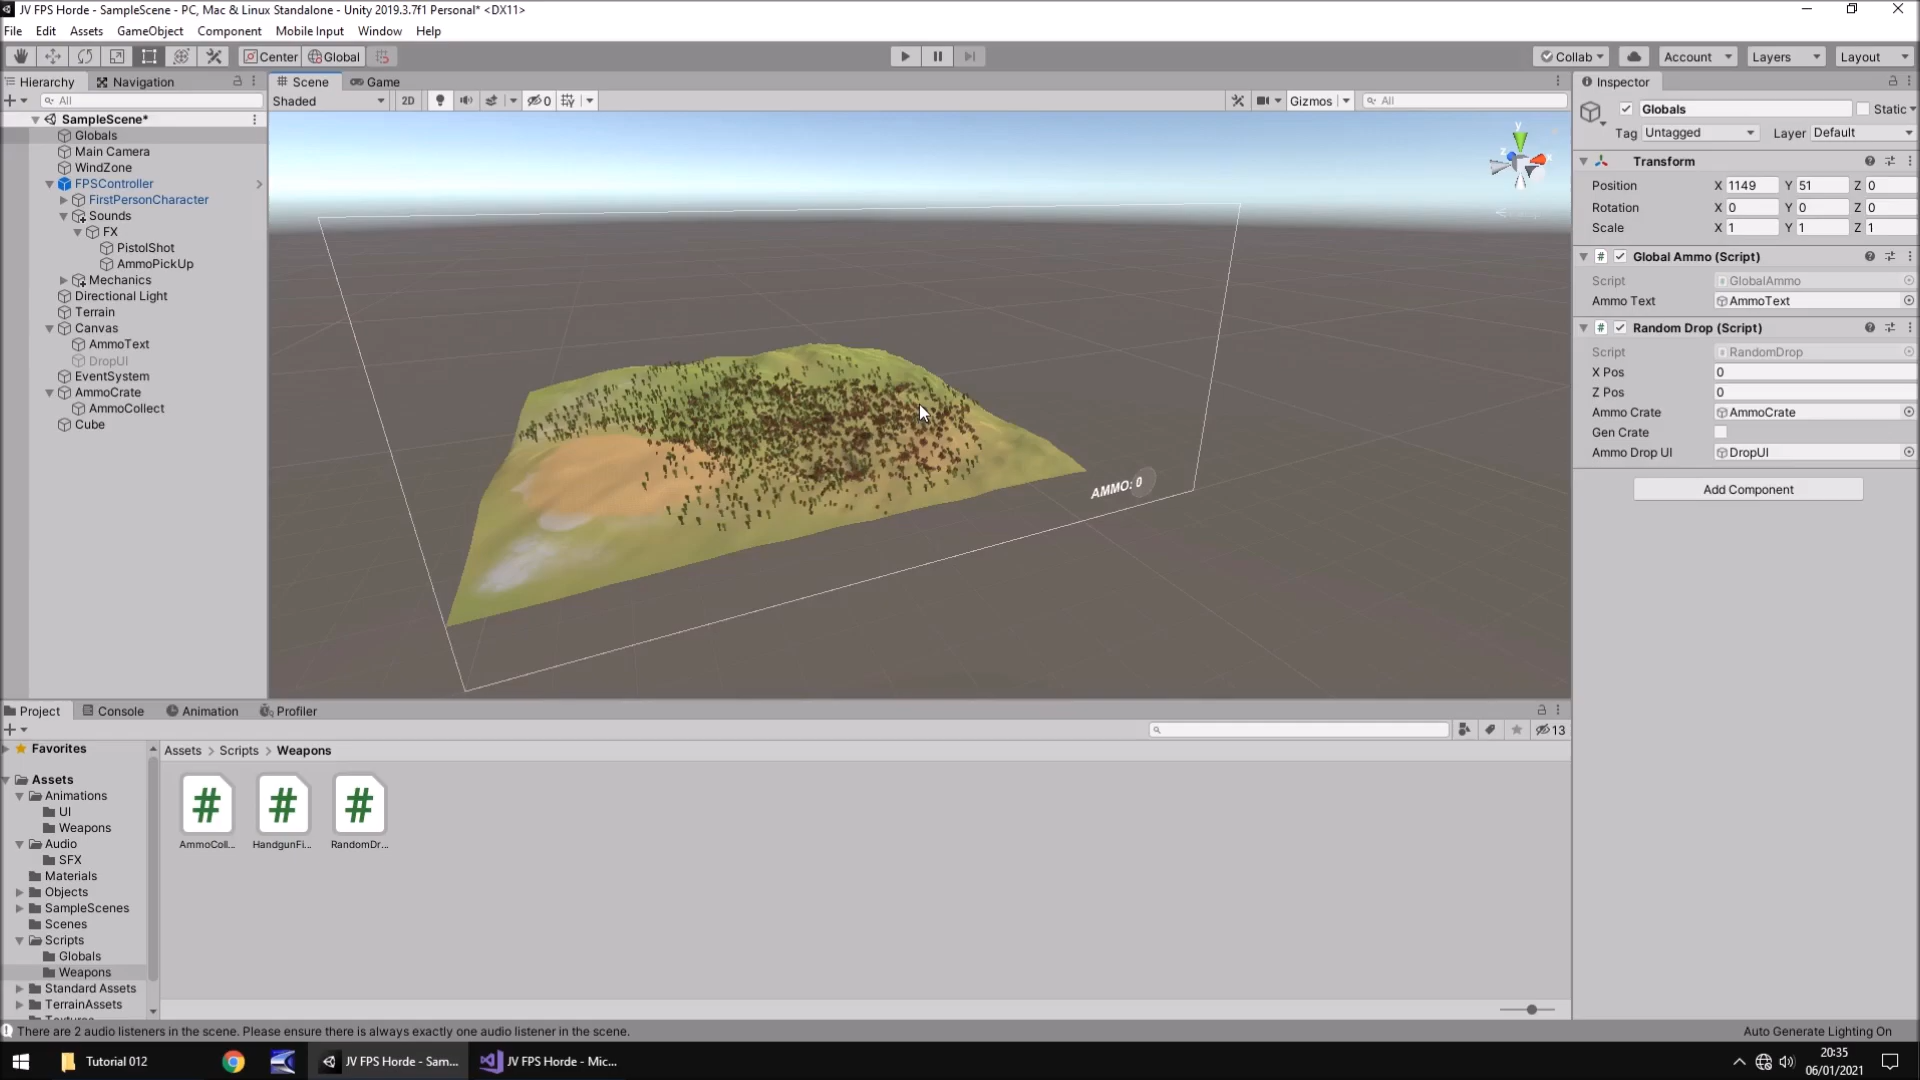 JV FPS Horde - SampleScene - PC, Mac & Linux Standalone - Unity 2019.3.7f1 Personal* <DX11>
File Edit Assets GameObject Component Mobile Input Window Help
Center Global Collab Account Layers Layout
Hierarchy Navigation
All
SampleScene*
Globals
Main Camera
WindZone
FPSController
FirstPersonCharacter
Sounds
FX
PistolShot
AmmoPickUp
Mechanics
Directional Light
Terrain
Canvas
AmmoText
DropUI
EventSystem
AmmoCrate
AmmoCollect
Cube
Scene Game
Shaded 2D 0 Gizmos All
y
x
z
AMMO: 0
Inspector
Globals Static
Tag Untagged Layer Default
Transform
Position X 1149 Y 51 Z 0
Rotation X 0 Y 0 Z 0
Scale X 1 Y 1 Z 1
# Global Ammo (Script)
Script GlobalAmmo
Ammo Text AmmoText
# Random Drop (Script)
Script RandomDrop
X Pos 0
Z Pos 0
Ammo Crate AmmoCrate
Gen Crate
Ammo Drop UI DropUI
Add Component
Project Console Animation Profiler
13
Favorites
Assets
Animations
UI
Weapons
Audio
SFX
Materials
Objects
SampleScenes
Scenes
Scripts
Globals
Weapons
Standard Assets
TerrainAssets
Assets > Scripts > Weapons
# # #
AmmoColl... HandgunFi... RandomDr...
There are 2 audio listeners in the scene. Please ensure there is always exactly one audio listener in the scene.
Auto Generate Lighting On
Tutorial 012 JV FPS Horde - Sam... JV FPS Horde - Mic...
20:35
06/01/2021